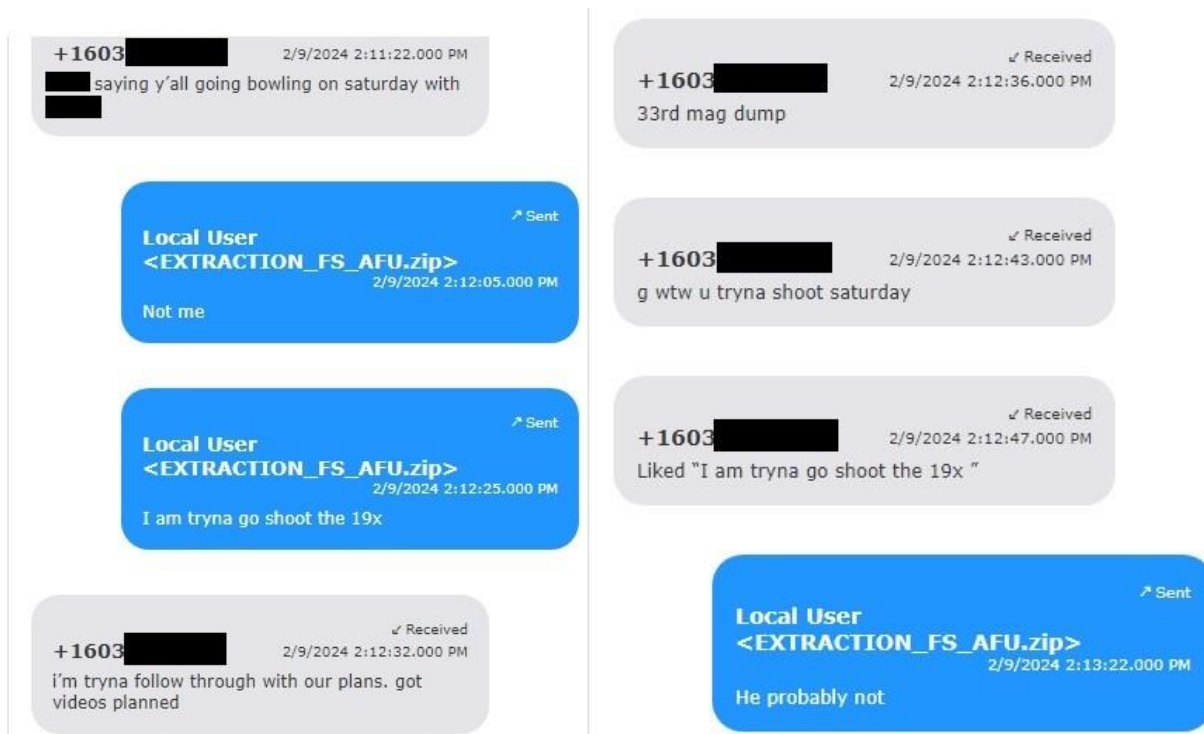 +1603
2/9/2024 2:11:22.000 PM
saying y’all going bowling on saturday with
↗ Sent
Local User
<EXTRACTION_FS_AFU.zip>
2/9/2024 2:12:05.000 PM
Not me
↗ Sent
Local User
<EXTRACTION_FS_AFU.zip>
2/9/2024 2:12:25.000 PM
I am tryna go shoot the 19x
↙ Received
+1603
2/9/2024 2:12:32.000 PM
i’m tryna follow through with our plans. got
videos planned
↙ Received
+1603
2/9/2024 2:12:36.000 PM
33rd mag dump
↙ Received
+1603
2/9/2024 2:12:43.000 PM
g wtw u tryna shoot saturday
↙ Received
+1603
2/9/2024 2:12:47.000 PM
Liked “I am tryna go shoot the 19x ”
↗ Sent
Local User
<EXTRACTION_FS_AFU.zip>
2/9/2024 2:13:22.000 PM
He probably not